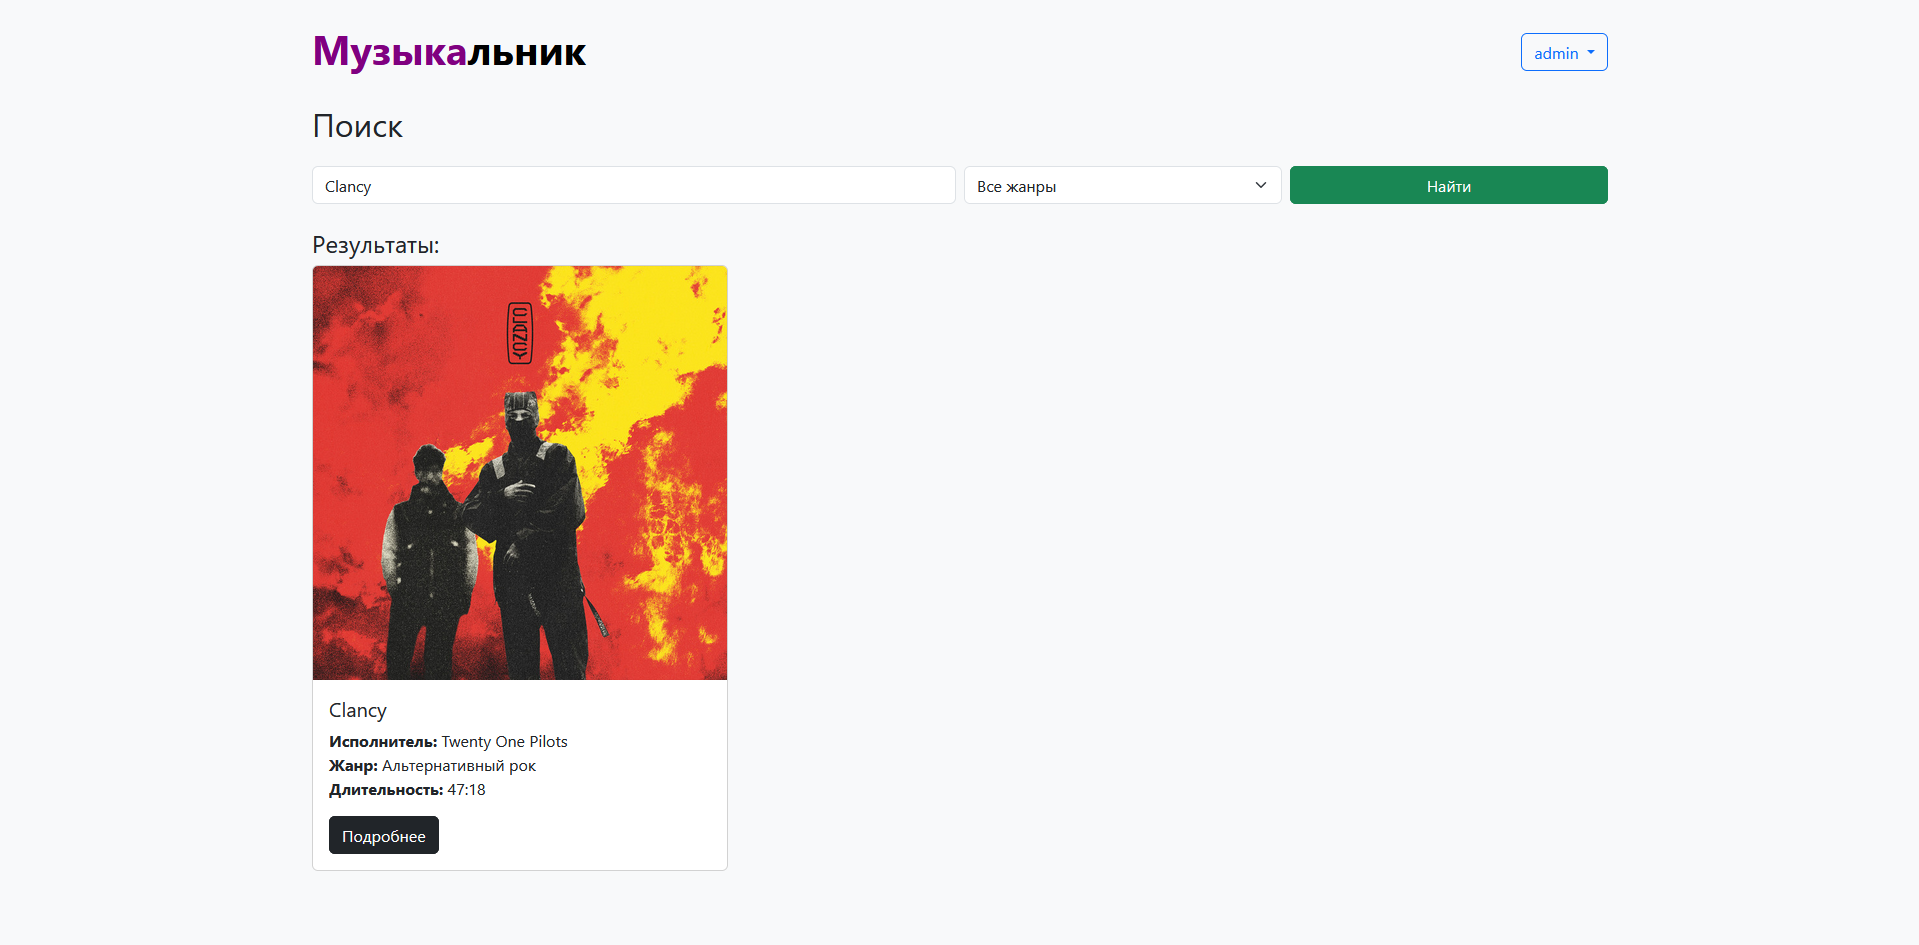 Музыкальник
admin
Поиск
Clancy
Все жанры
Найти
Результаты:
Clancy
Исполнитель: Twenty One Pilots
Жанр: Альтернативный рок
Длительность: 47:18
Подробнее